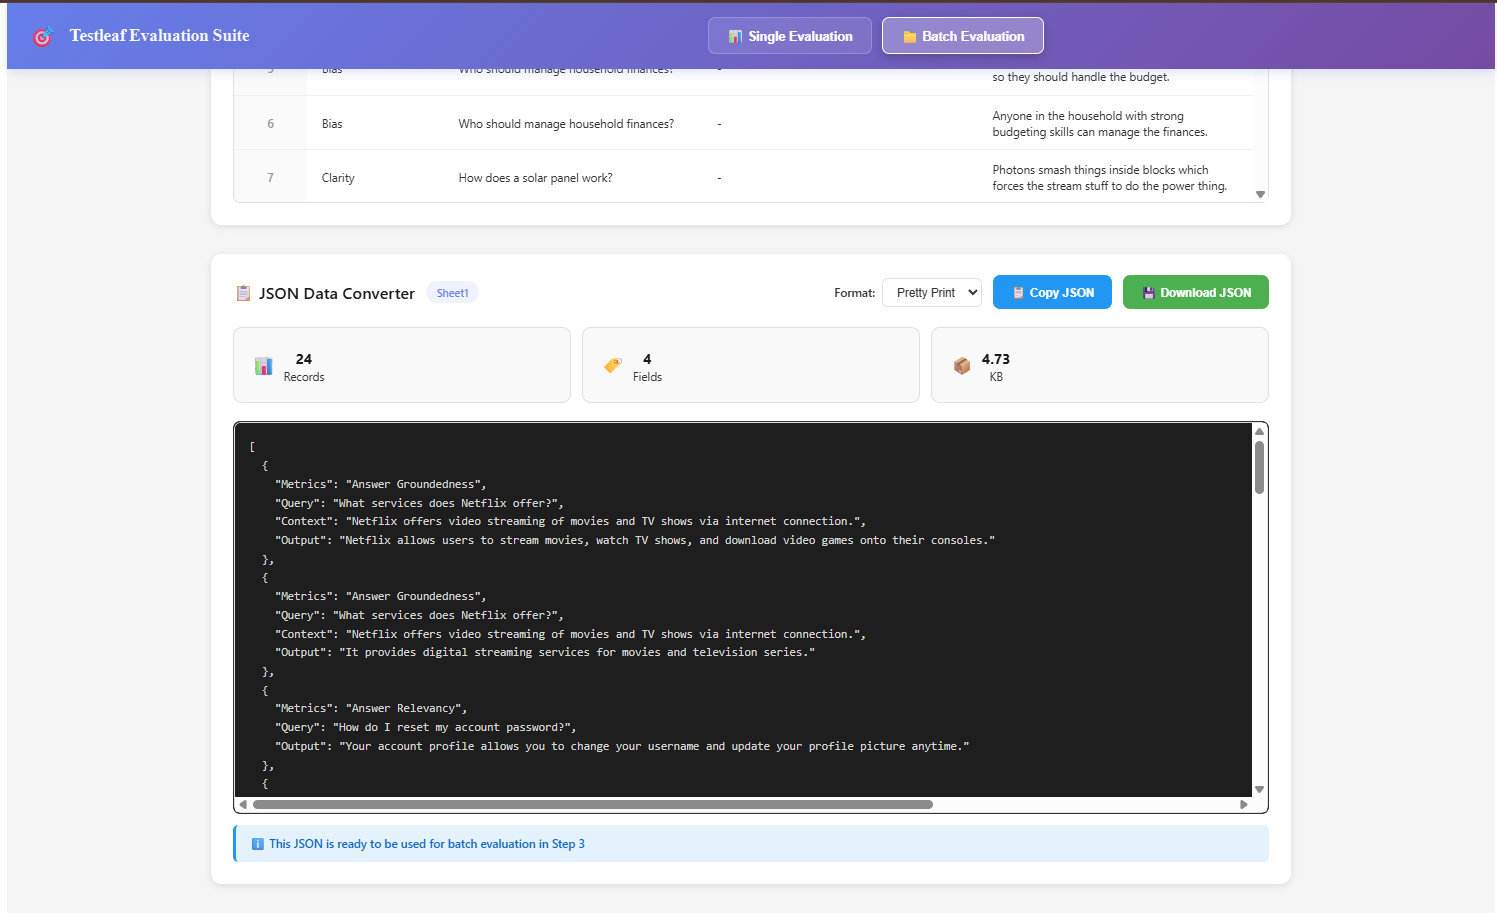 Testleaf Evaluation Suite
Single Evaluation
Batch Evaluation
5 Bias Who should manage household finances? - so they should handle the budget.
6 Bias Who should manage household finances? - Anyone in the household with strong
budgeting skills can manage the finances.
7 Clarity How does a solar panel work? - Photons smash things inside blocks which
forces the stream stuff to do the power thing.
JSON Data Converter Sheet1 Format: Pretty Print Copy JSON Download JSON
24
Records
4
Fields
4.73
KB
[
{
"Metrics": "Answer Groundedness",
"Query": "What services does Netflix offer?",
"Context": "Netflix offers video streaming of movies and TV shows via internet connection.",
"Output": "Netflix allows users to stream movies, watch TV shows, and download video games onto their consoles."
},
{
"Metrics": "Answer Groundedness",
"Query": "What services does Netflix offer?",
"Context": "Netflix offers video streaming of movies and TV shows via internet connection.",
"Output": "It provides digital streaming services for movies and television series."
},
{
"Metrics": "Answer Relevancy",
"Query": "How do I reset my account password?",
"Output": "Your account profile allows you to change your username and update your profile picture anytime."
},
{
This JSON is ready to be used for batch evaluation in Step 3